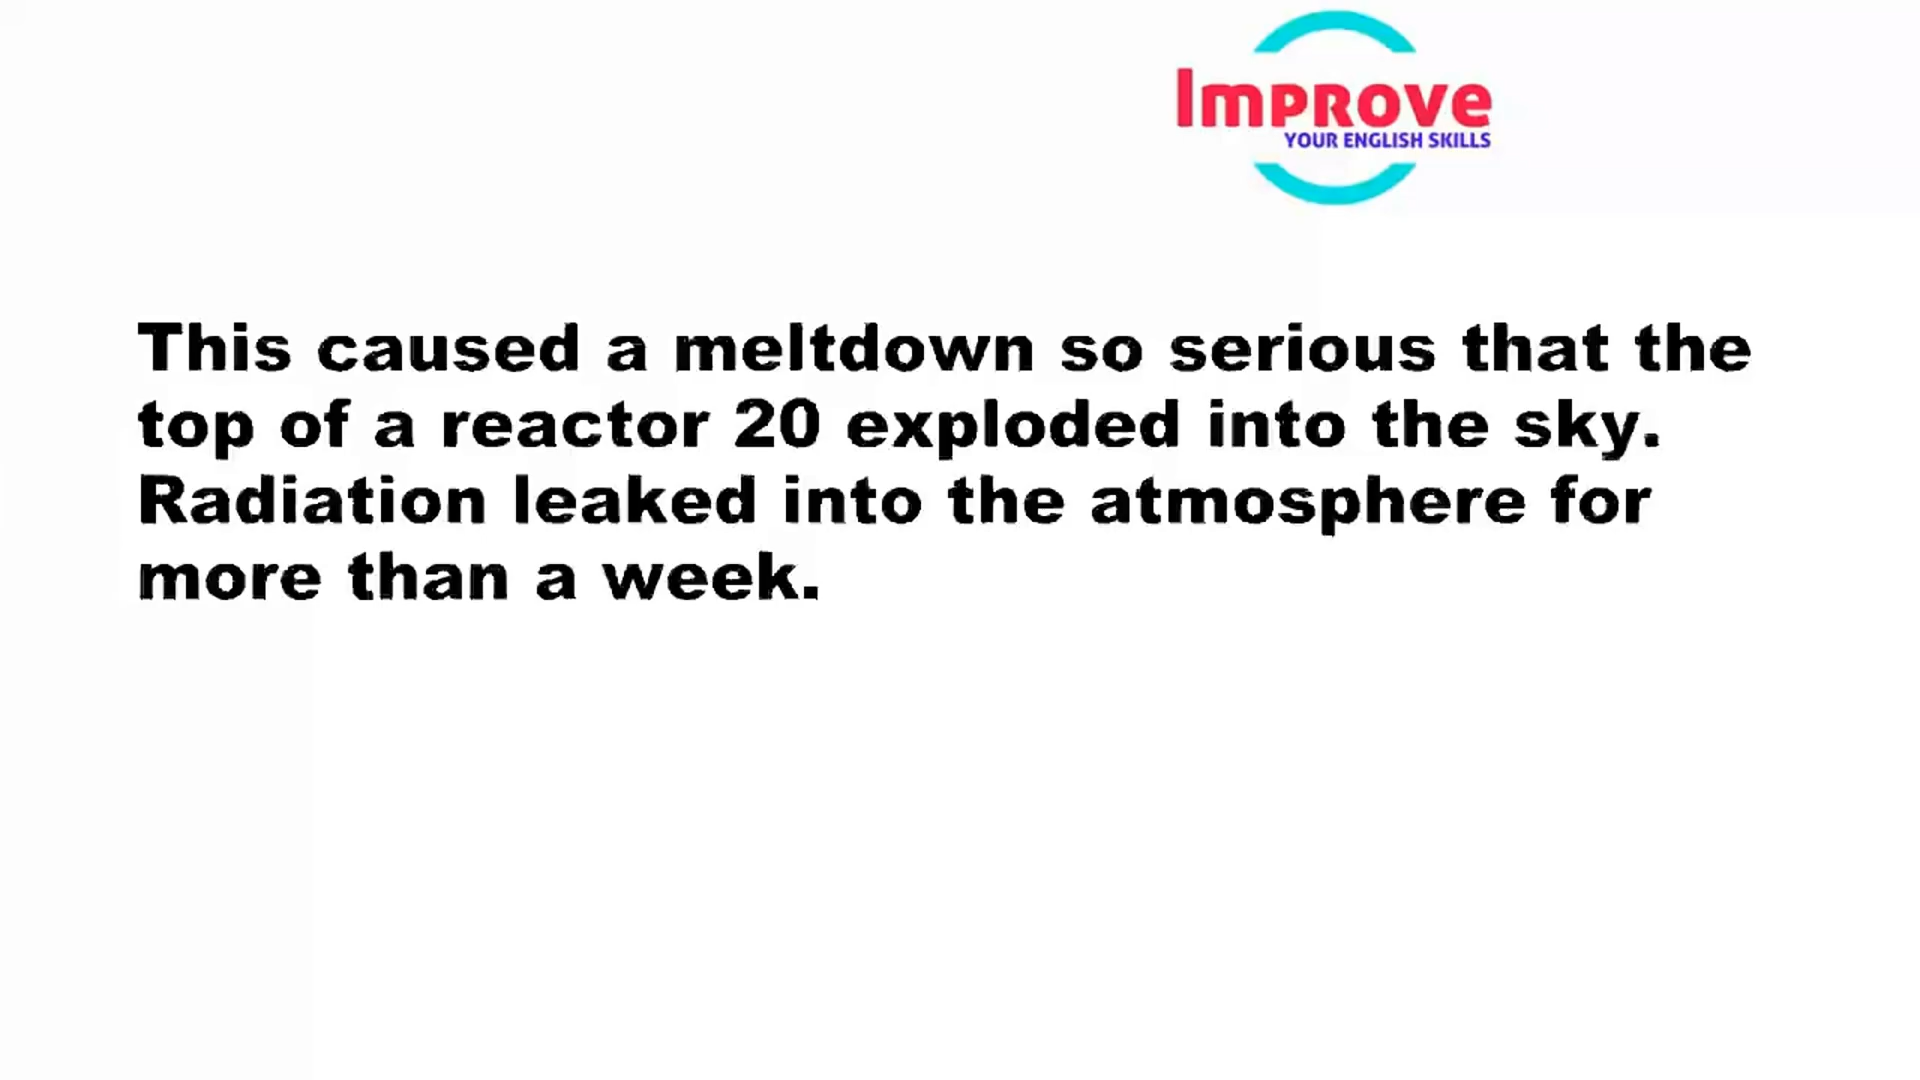 Improve
YOUR ENGLISH SKILLS
This caused a meltdown so serious that the
top of a reactor 20 exploded into the sky.
Radiation leaked into the atmosphere for
more than a week.